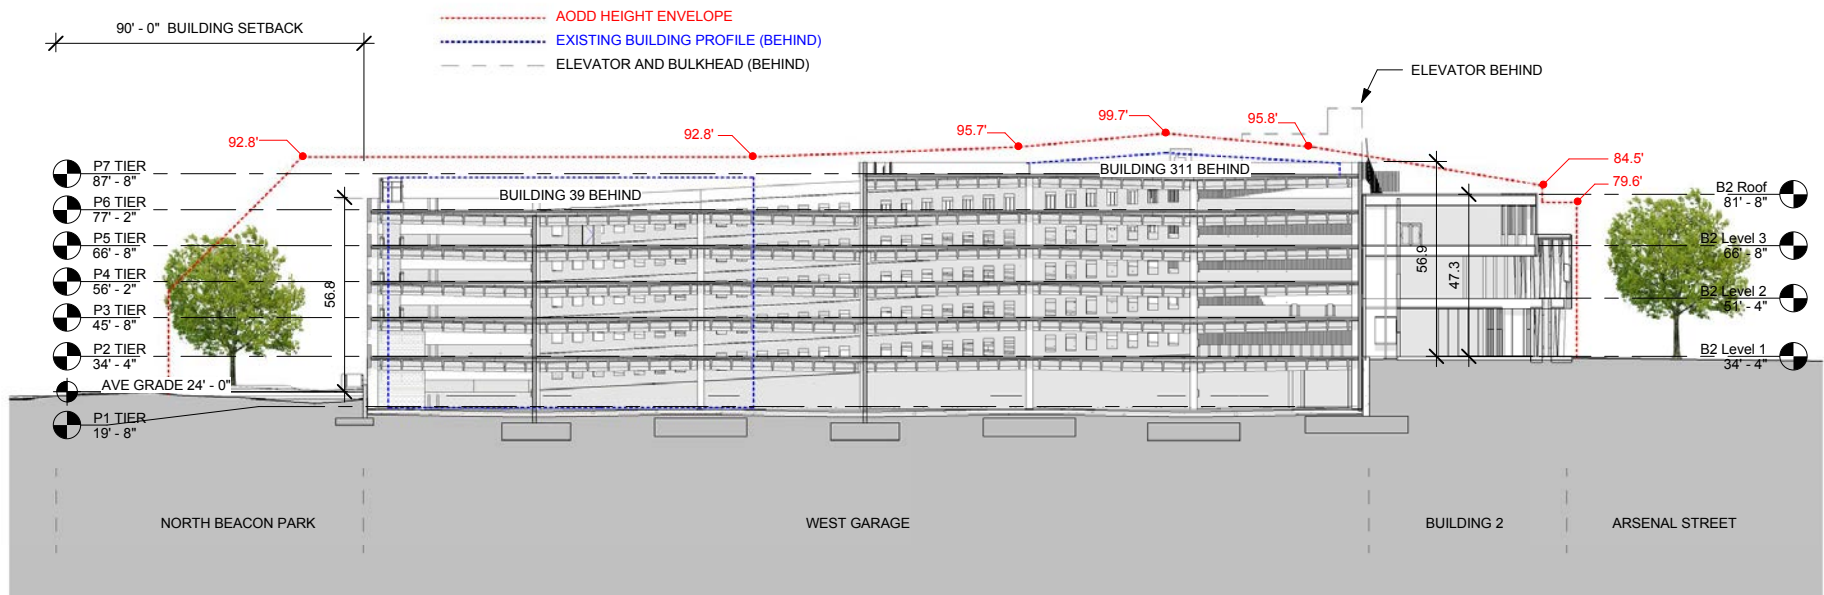 AODD HEIGHT ENVELOPE
EXISTING BUILDING PROFILE (BEHIND)
ELEVATOR AND BULKHEAD (BEHIND)
90' - 0" BUILDING SETBACK
ELEVATOR BEHIND
92.8'
92.8'
95.7'
99.7'
95.8'
84.5'
79.6'
P7 TIER
87' - 8"
P6 TIER
77' - 2"
P5 TIER
66' - 8"
P4 TIER
56' - 2"
P3 TIER
45' - 8"
P2 TIER
34' - 4"
AVE GRADE 24' - 0"
P1 TIER
19' - 8"
56.8
BUILDING 39 BEHIND
BUILDING 311 BEHIND
56.9
47.3
B2 Roof
81' - 8"
B2 Level 3
66' - 8"
B2 Level 2
51' - 4"
B2 Level 1
34' - 4"
NORTH BEACON PARK
WEST GARAGE
BUILDING 2
ARSENAL STREET